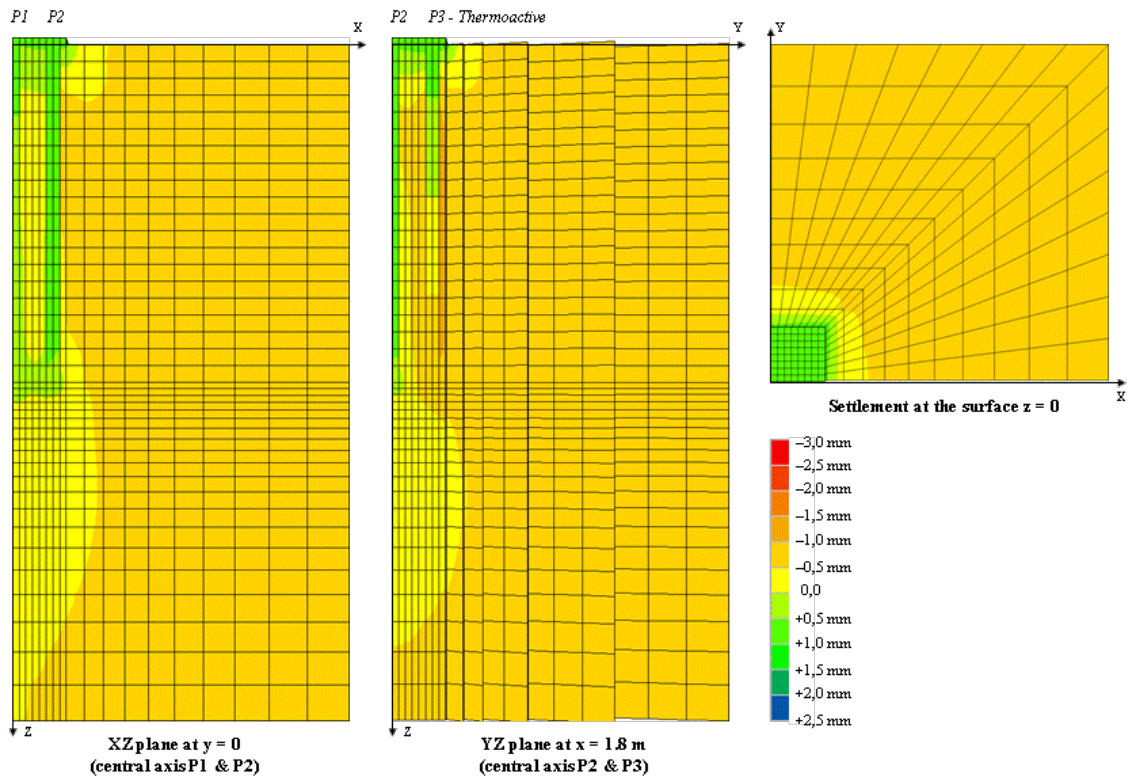 P1 P2
X
P2 P3 - Thermoactive
Y
Y
X
Settlement at the surface z = 0
–3,0 mm
–2,5 mm
–2,0 mm
–1,5 mm
–1,0 mm
–0,5 mm
0,0
+0,5 mm
+1,0 mm
+1,5 mm
+2,0 mm
+2,5 mm
Z
XZ plane at y = 0
(central axis P1 & P2)
Z
YZ plane at x = 1.8 m
(central axis P2 & P3)